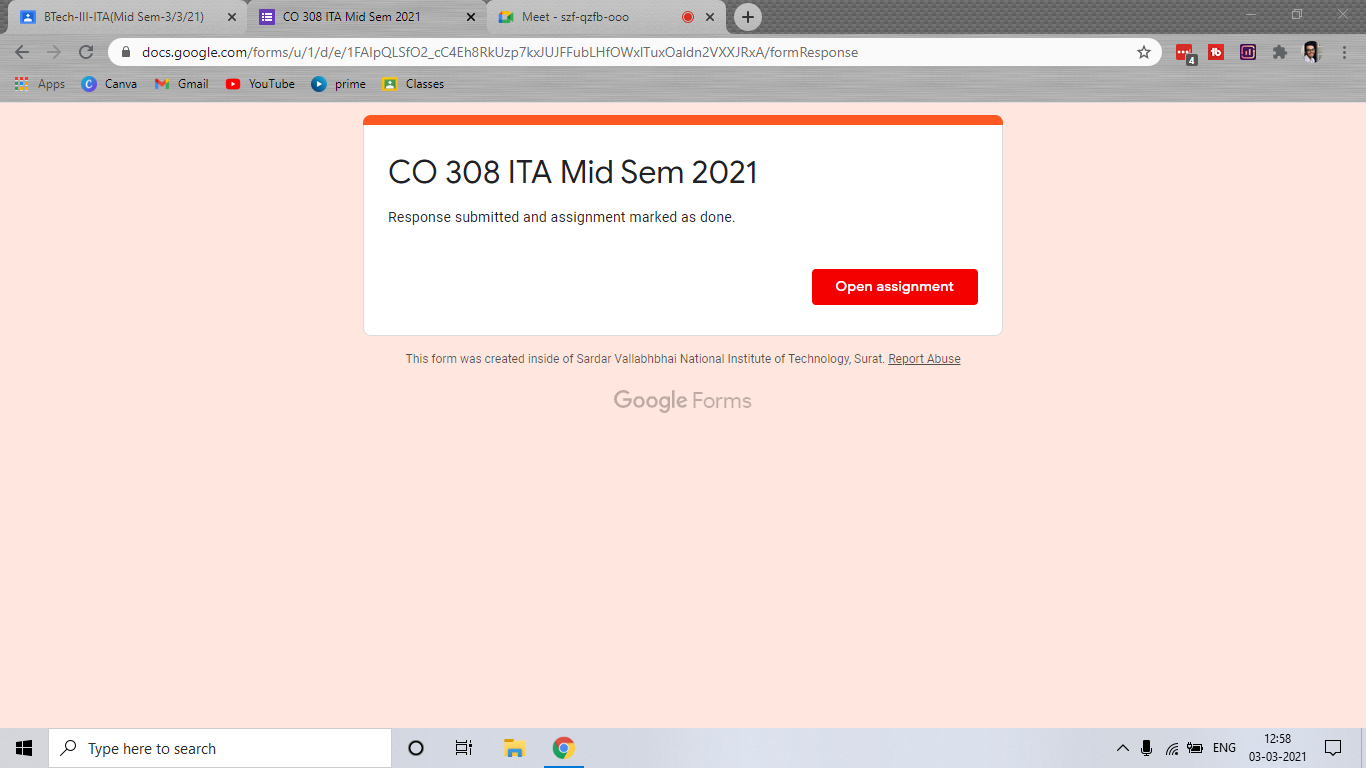 BTech-III-ITA(Mid Sem-3/3/21)
CO 308 ITA Mid Sem 2021
Meet - szf-qzfb-ooo
docs.google.com/forms/u/1/d/e/1FAIpQLSfO2_cC4Eh8RkUzp7kxJUJFFubLHfOWxlTuxOaldn2VXXJRxA/formResponse
4
Apps
Canva
Gmail
YouTube
prime
Classes
CO 308 ITA Mid Sem 2021
Response submitted and assignment marked as done.
Open assignment
This form was created inside of Sardar Vallabhbhai National Institute of Technology, Surat. Report Abuse
Google Forms
Type here to search
ENG
12:58
03-03-2021